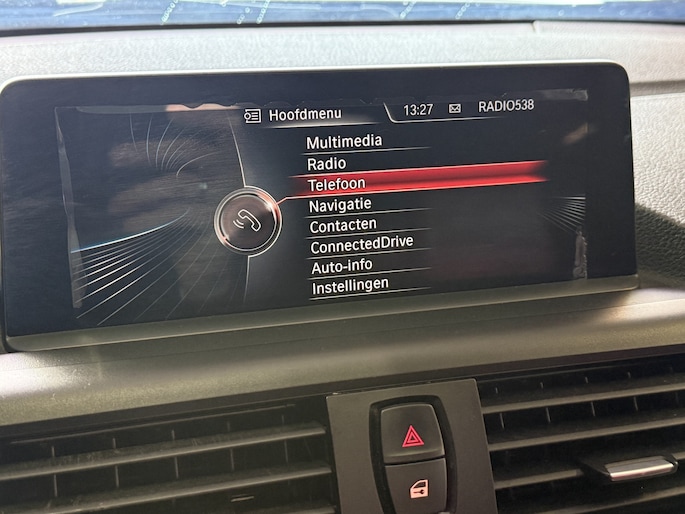 Hoofdmenu 13:27 RADIO538
Multimedia
Radio
Telefoon
Navigatie
Contacten
ConnectedDrive
Auto-info
Instellingen